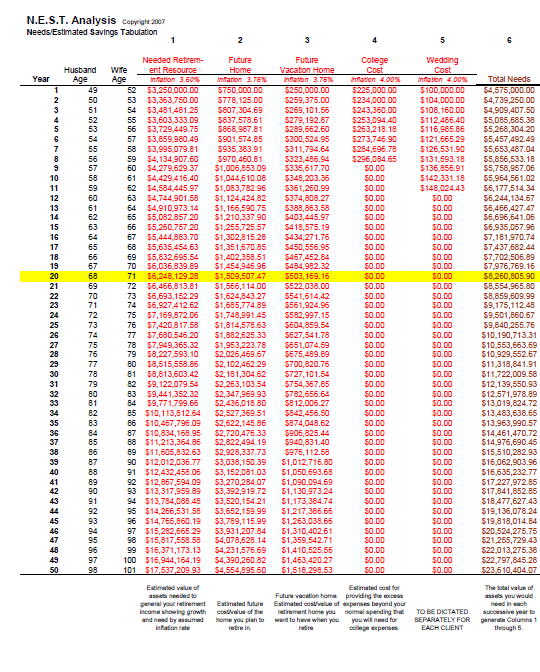 N.E.S.T. Analysis Copyright 2007
Needs/Estimated Savings Tabulation
1 2 3 4 5 6
Needed Retirem- Future Future College Wedding
Husband Wife ent Resource Home Vacation Home Cost Cost
Year Age Age Inflation 3.50% Inflation 3.75% Inflation 3.75% Inflation 4.00% Inflation 4.00% Total Needs
1 49 52 $3,250,000.00 $750,000.00 $250,000.00 $225,000.00 $100,000.00 $4,575,000.00
2 50 53 $3,363,750.00 $778,125.00 $259,375.00 $234,000.00 $104,000.00 $4,739,250.00
3 51 54 $3,481,481.25 $807,304.69 $269,101.56 $243,360.00 $108,160.00 $4,909,407.50
4 52 55 $3,603,333.09 $837,578.61 $279,192.87 $253,094.40 $112,486.40 $5,085,685.38
5 53 56 $3,729,449.75 $868,987.81 $289,662.60 $263,218.18 $116,985.86 $5,268,304.20
6 54 57 $3,859,980.49 $901,574.85 $300,524.95 $273,746.90 $121,665.29 $5,457,492.49
7 55 58 $3,995,079.81 $935,383.91 $311,794.64 $284,696.78 $126,531.90 $5,653,487.04
8 56 59 $4,134,907.60 $970,460.81 $323,486.94 $296,084.65 $131,593.18 $5,856,533.18
9 57 60 $4,279,629.37 $1,006,853.09 $335,617.70 $0.00 $136,856.91 $5,758,957.06
10 58 61 $4,429,416.40 $1,044,610.08 $348,203.36 $0.00 $142,331.18 $5,964,561.02
11 59 62 $4,584,445.97 $1,083,782.96 $361,260.99 $0.00 $148,024.43 $6,177,514.34
12 60 63 $4,744,901.58 $1,124,424.82 $374,808.27 $0.00 $0.00 $6,244,134.67
13 61 64 $4,910,973.14 $1,166,590.75 $388,863.58 $0.00 $0.00 $6,466,427.47
14 62 65 $5,082,857.20 $1,210,337.90 $403,445.97 $0.00 $0.00 $6,696,641.06
15 63 66 $5,260,757.20 $1,255,725.57 $418,575.19 $0.00 $0.00 $6,935,057.96
16 64 67 $5,444,883.70 $1,302,815.28 $434,271.76 $0.00 $0.00 $7,181,970.74
17 65 68 $5,635,454.63 $1,351,670.85 $450,556.95 $0.00 $0.00 $7,437,682.44
18 66 69 $5,832,695.54 $1,402,358.51 $467,452.84 $0.00 $0.00 $7,702,506.89
19 67 70 $6,036,839.89 $1,454,946.96 $484,982.32 $0.00 $0.00 $7,976,769.16
20 68 71 $6,248,129.28 $1,509,507.47 $503,169.16 $0.00 $0.00 $8,260,805.90
21 69 72 $6,466,813.81 $1,566,114.00 $522,038.00 $0.00 $0.00 $8,554,965.80
22 70 73 $6,693,152.29 $1,624,843.27 $541,614.42 $0.00 $0.00 $8,859,609.99
23 71 74 $6,927,412.62 $1,685,774.89 $561,924.96 $0.00 $0.00 $9,175,112.48
24 72 75 $7,169,872.06 $1,748,991.45 $582,997.15 $0.00 $0.00 $9,501,860.67
25 73 76 $7,420,817.58 $1,814,578.63 $604,859.54 $0.00 $0.00 $9,840,255.76
26 74 77 $7,680,546.20 $1,882,625.33 $627,541.78 $0.00 $0.00 $10,190,713.31
27 75 78 $7,949,365.32 $1,953,223.78 $651,074.59 $0.00 $0.00 $10,553,663.69
28 76 79 $8,227,593.10 $2,026,469.67 $675,489.89 $0.00 $0.00 $10,929,552.67
29 77 80 $8,515,558.86 $2,102,462.29 $700,820.76 $0.00 $0.00 $11,318,841.91
30 78 81 $8,813,603.42 $2,181,304.62 $727,101.54 $0.00 $0.00 $11,722,009.58
31 79 82 $9,122,079.54 $2,263,103.54 $754,367.85 $0.00 $0.00 $12,139,550.93
32 80 83 $9,441,352.32 $2,347,969.93 $782,656.64 $0.00 $0.00 $12,571,978.89
33 81 84 $9,771,799.66 $2,436,018.80 $812,006.27 $0.00 $0.00 $13,019,824.72
34 82 85 $10,113,812.64 $2,527,369.51 $842,456.50 $0.00 $0.00 $13,483,638.65
35 83 86 $10,467,796.09 $2,622,145.86 $874,048.62 $0.00 $0.00 $13,963,990.57
36 84 87 $10,834,168.95 $2,720,476.33 $906,825.44 $0.00 $0.00 $14,461,470.72
37 85 88 $11,213,364.86 $2,822,494.19 $940,831.40 $0.00 $0.00 $14,976,690.45
38 86 89 $11,605,832.63 $2,928,337.73 $976,112.58 $0.00 $0.00 $15,510,282.93
39 87 90 $12,012,036.77 $3,038,150.39 $1,012,716.80 $0.00 $0.00 $16,062,903.96
40 88 91 $12,432,458.06 $3,152,081.03 $1,050,693.68 $0.00 $0.00 $16,635,232.77
41 89 92 $12,867,594.09 $3,270,284.07 $1,090,094.69 $0.00 $0.00 $17,227,972.85
42 90 93 $13,317,959.89 $3,392,919.72 $1,130,973.24 $0.00 $0.00 $17,841,852.85
43 91 94 $13,784,088.48 $3,520,154.21 $1,173,384.74 $0.00 $0.00 $18,477,627.43
44 92 95 $14,266,531.58 $3,652,159.99 $1,217,386.66 $0.00 $0.00 $19,136,078.24
45 93 96 $14,765,860.19 $3,789,115.99 $1,263,038.66 $0.00 $0.00 $19,818,014.84
46 94 97 $15,282,665.29 $3,931,207.84 $1,310,402.61 $0.00 $0.00 $20,524,275.75
47 95 98 $15,817,558.58 $4,078,628.14 $1,359,542.71 $0.00 $0.00 $21,255,729.43
48 96 99 $16,371,173.13 $4,231,576.69 $1,410,525.56 $0.00 $0.00 $22,013,275.38
49 97 100 $16,944,164.19 $4,390,260.82 $1,463,420.27 $0.00 $0.00 $22,797,845.28
50 98 101 $17,537,209.93 $4,554,895.60 $1,518,298.53 $0.00 $0.00 $23,610,404.07
Estimated value of Estimated cost for The total value of
assets needed to Future vacation home. providing the excess assets you would
general your retirement Estimated future Estimated cost/value of expenses beyond your need in each
income showing growth cost/value of the retirement home you normal spending that TO BE DICTATED successive year to
and need by assumed home you plan to want to have when you you will need for SEPARATELY FOR generate Columns 1
inflation rate retire in. retire. college expenses. EACH CLIENT through 5.